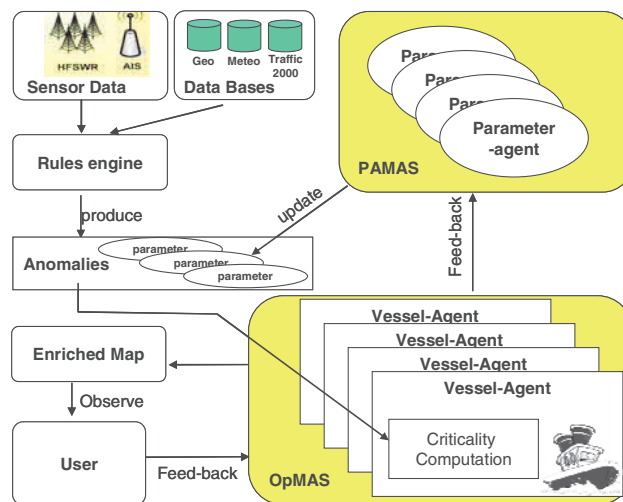 HFSWR
AIS
Sensor Data
Geo
Meteo
Traffic
2000
Data Bases
Rules engine
produce
Anomalies
parameter
parameter
parameter
update
Para
Para
Para
Parameter
-agent
PAMAS
Feed-back
Enriched Map
Observe
User
Feed-back
Vessel-Agent
Vessel-Agent
Vessel-Agent
Vessel-Agent
Criticality
Computation
OpMAS